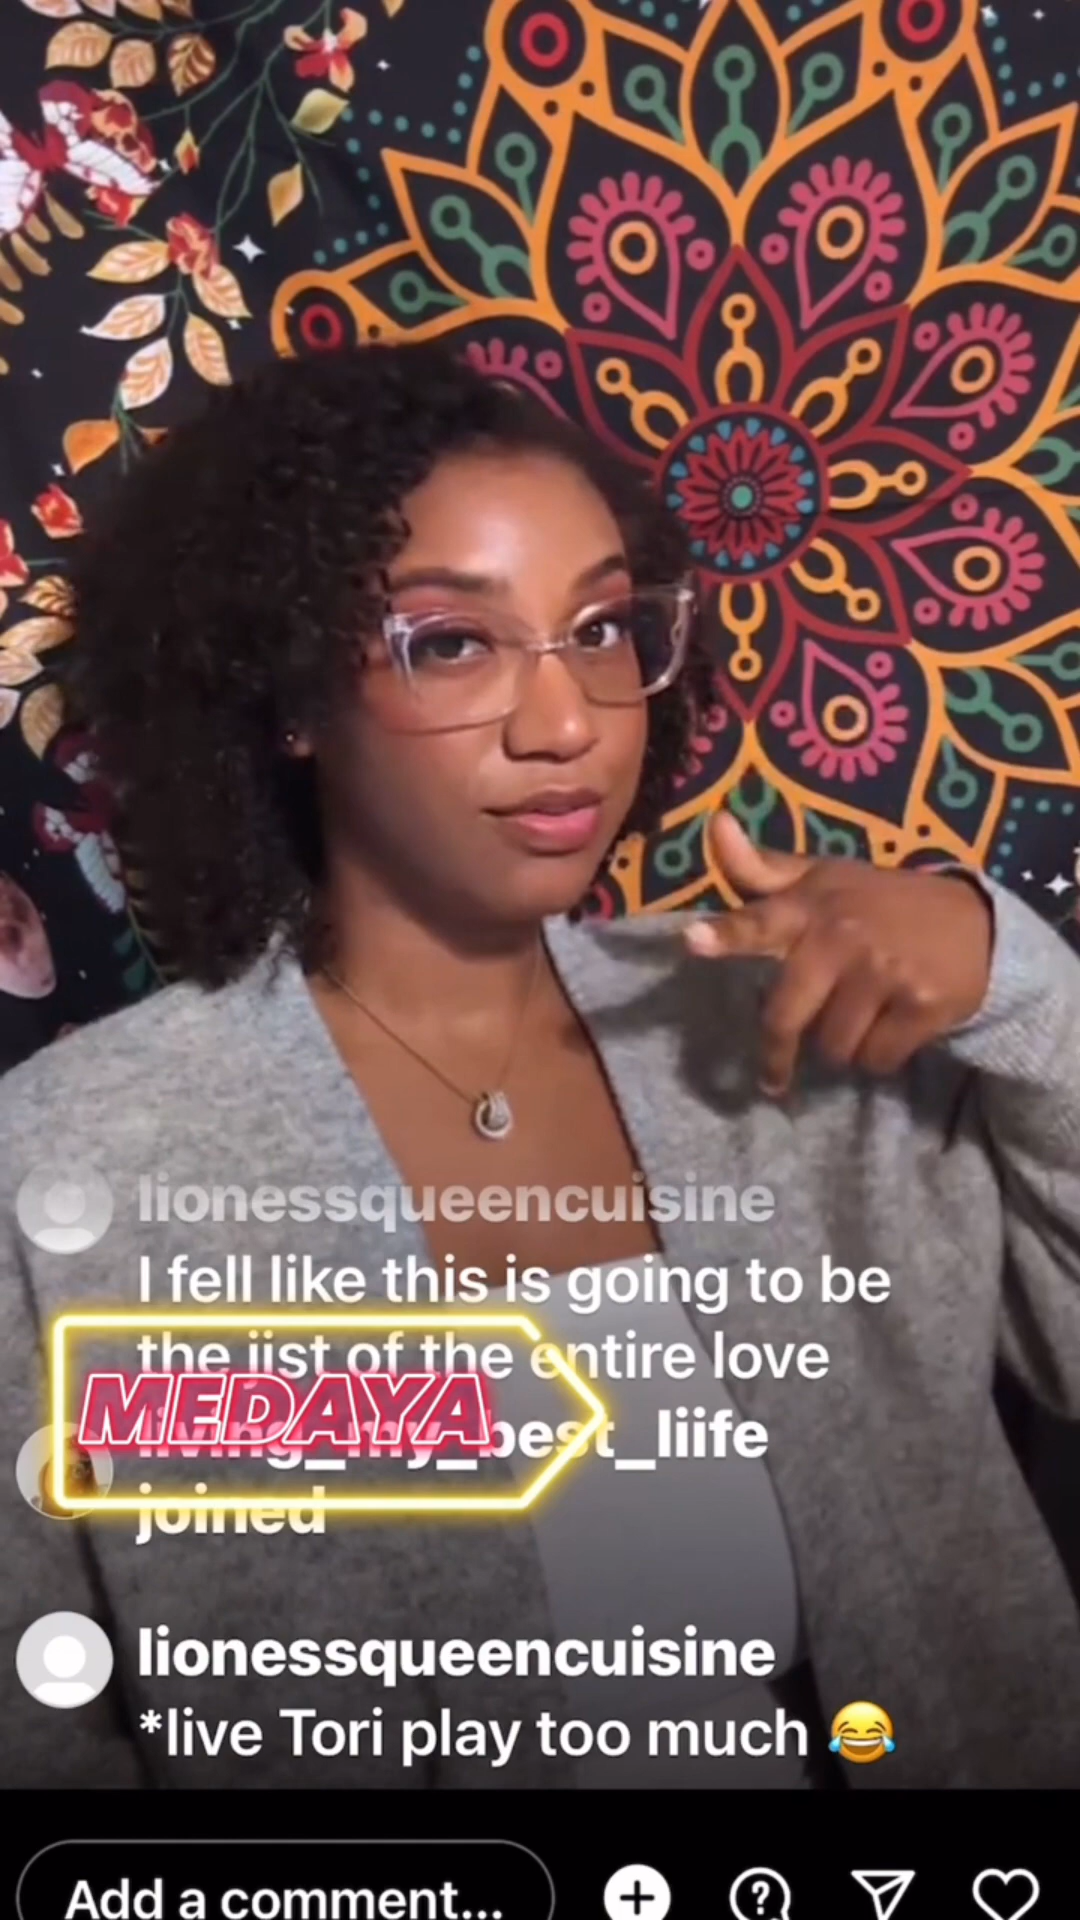 lionessqueencuisine
I fell like this is going to be
the jist of the entire love
MEDAYA
living_my_best_liife
joined
lionessqueencuisine
*live Tori play too much 😂
Add a comment...